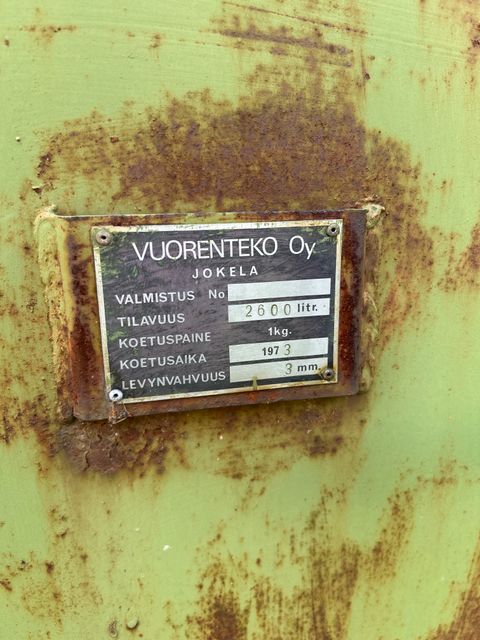 VUORENTEKO Oy
JOKELA
VALMISTUS No
TILAVUUS 2600 litr.
KOETUSPAINE 1kg.
KOETUSAIKA 1973
LEVYNVAHVUUS 3 mm.